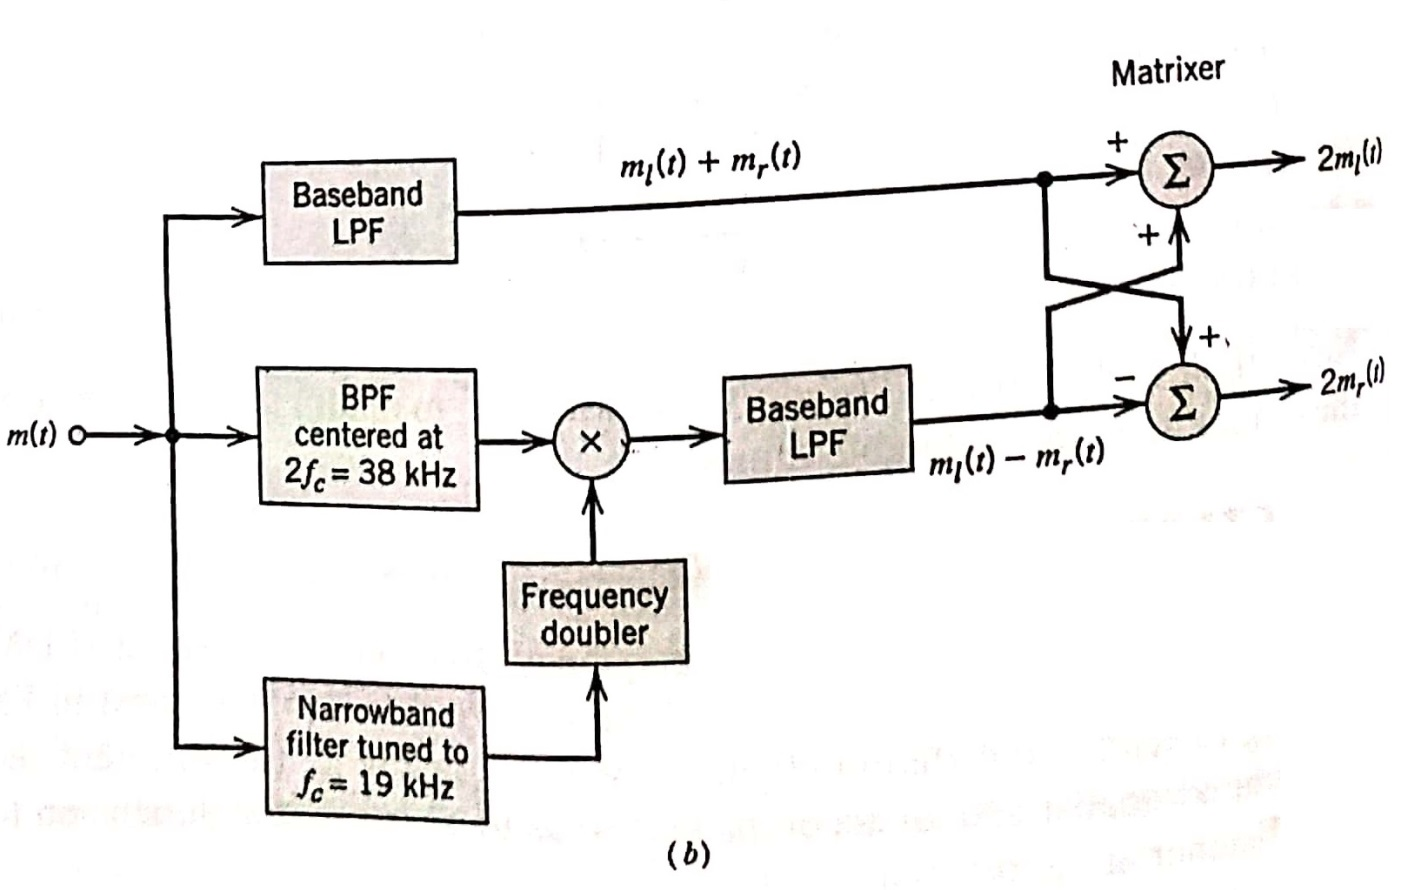 Matrixer
+
m_l(t) + m_r(t)
Σ
2m_l(t)
Baseband
LPF
+
+
BPF
centered at
2f_c = 38 kHz
m(t)
×
Baseband
LPF
−
Σ
2m_r(t)
m_l(t) − m_r(t)
Frequency
doubler
Narrowband
filter tuned to
f_c = 19 kHz
(b)